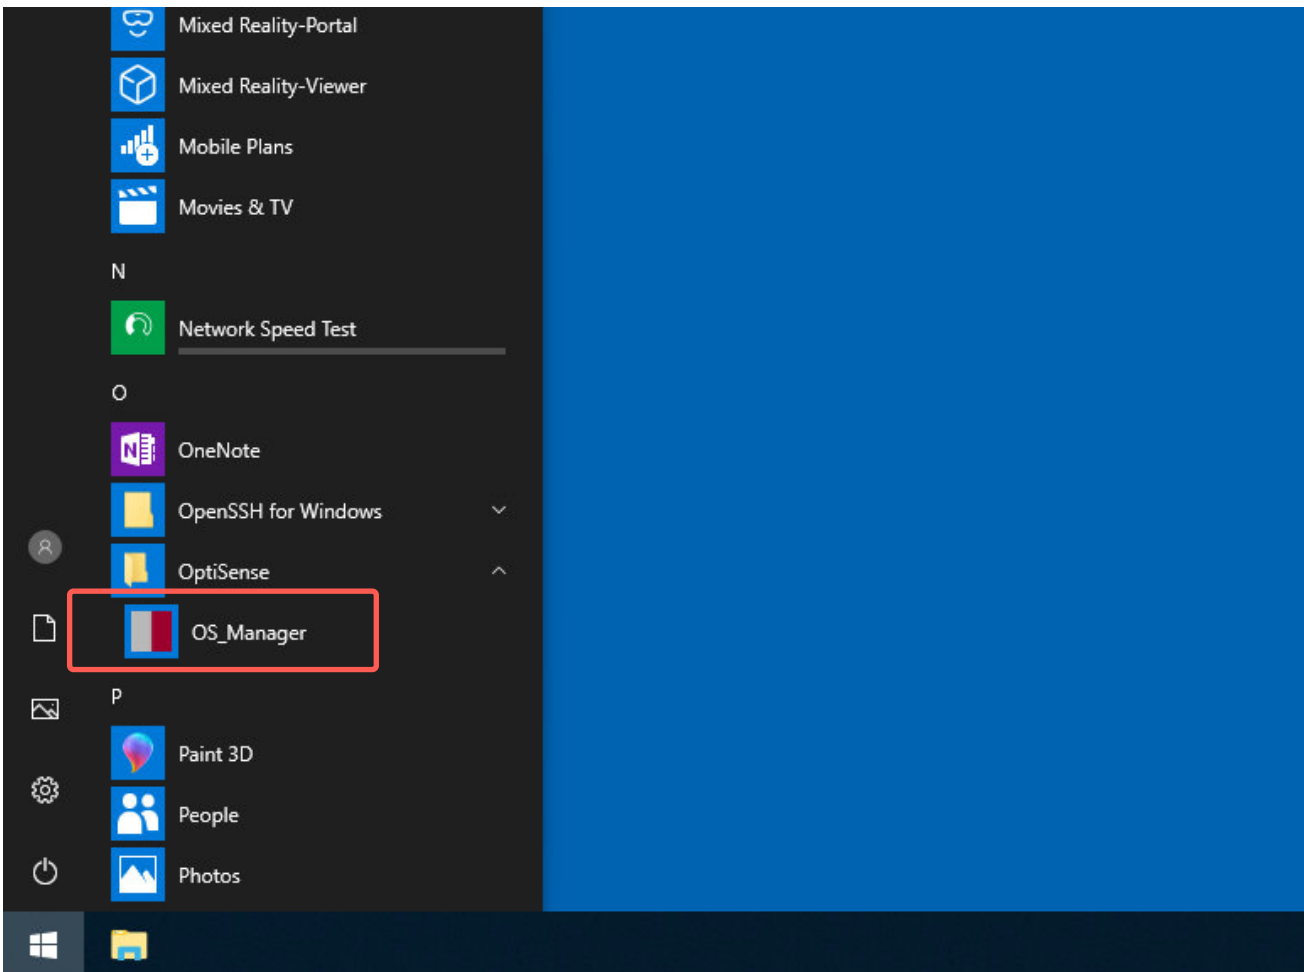 Mixed Reality-Portal
Mixed Reality-Viewer
Mobile Plans
Movies & TV
N
Network Speed Test
O
N
OneNote
OpenSSH for Windows
OptiSense
OS_Manager
P
Paint 3D
People
Photos